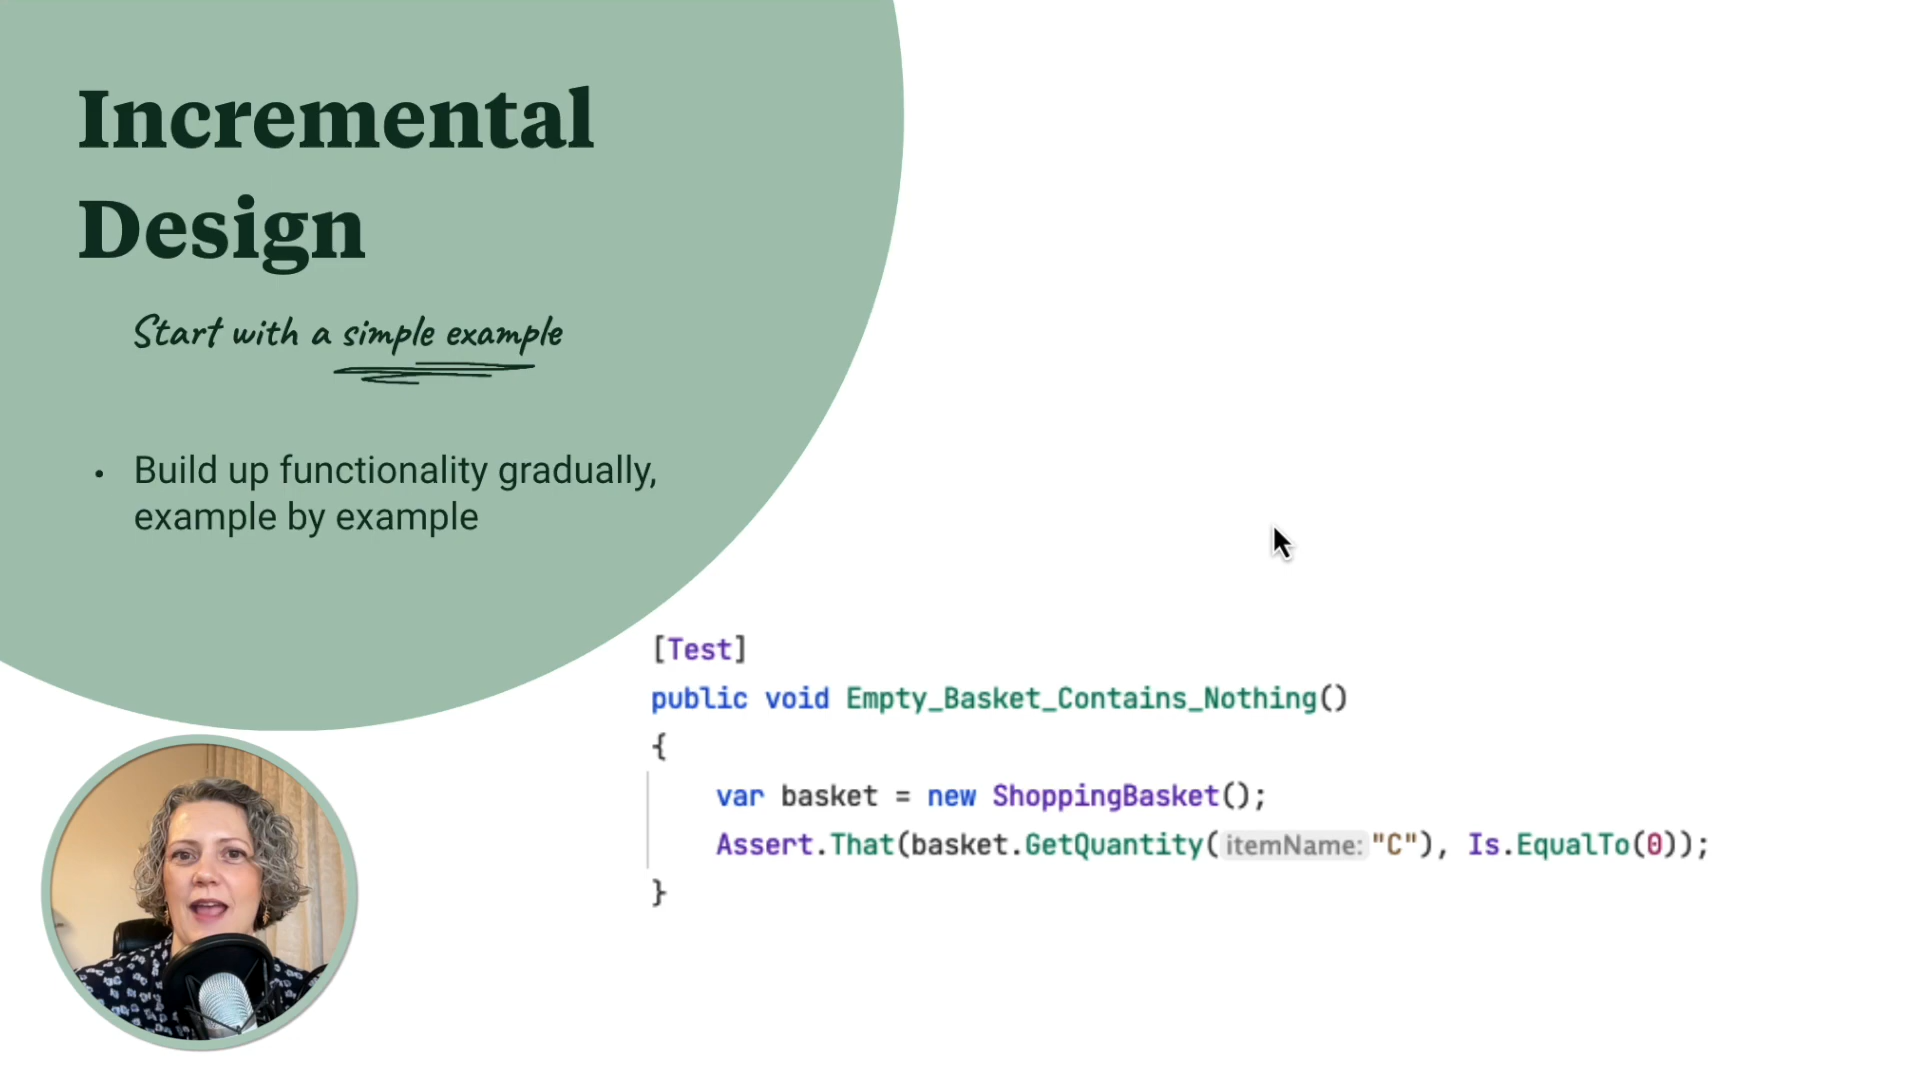 Incremental
Design
Start with a simple example
• Build up functionality gradually,
example by example
[Test]
public void Empty_Basket_Contains_Nothing()
{
var basket = new ShoppingBasket();
Assert.That(basket.GetQuantity(itemName:"C"), Is.EqualTo(0));
}